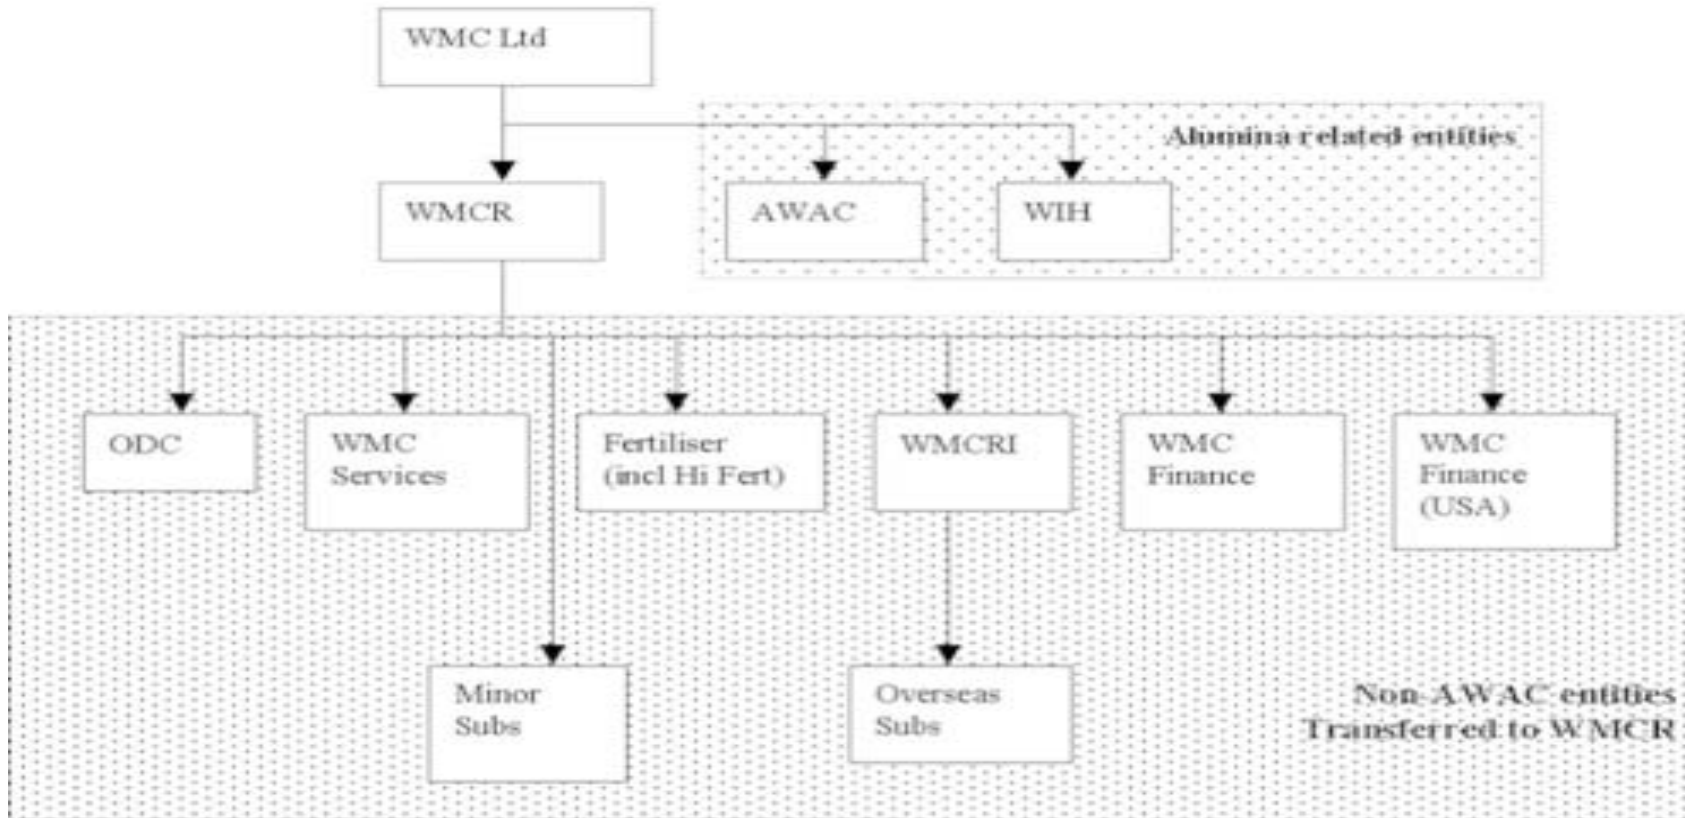 WMC Ltd
Alumina related entities
WMCR
AWAC
WIH
ODC
WMC
Services
Fertiliser
(incl Hi Fert)
WMCRI
WMC
Finance
WMC
Finance
(USA)
Minor
Subs
Overseas
Subs
Non-AWAC entities
Transferred to WMCR